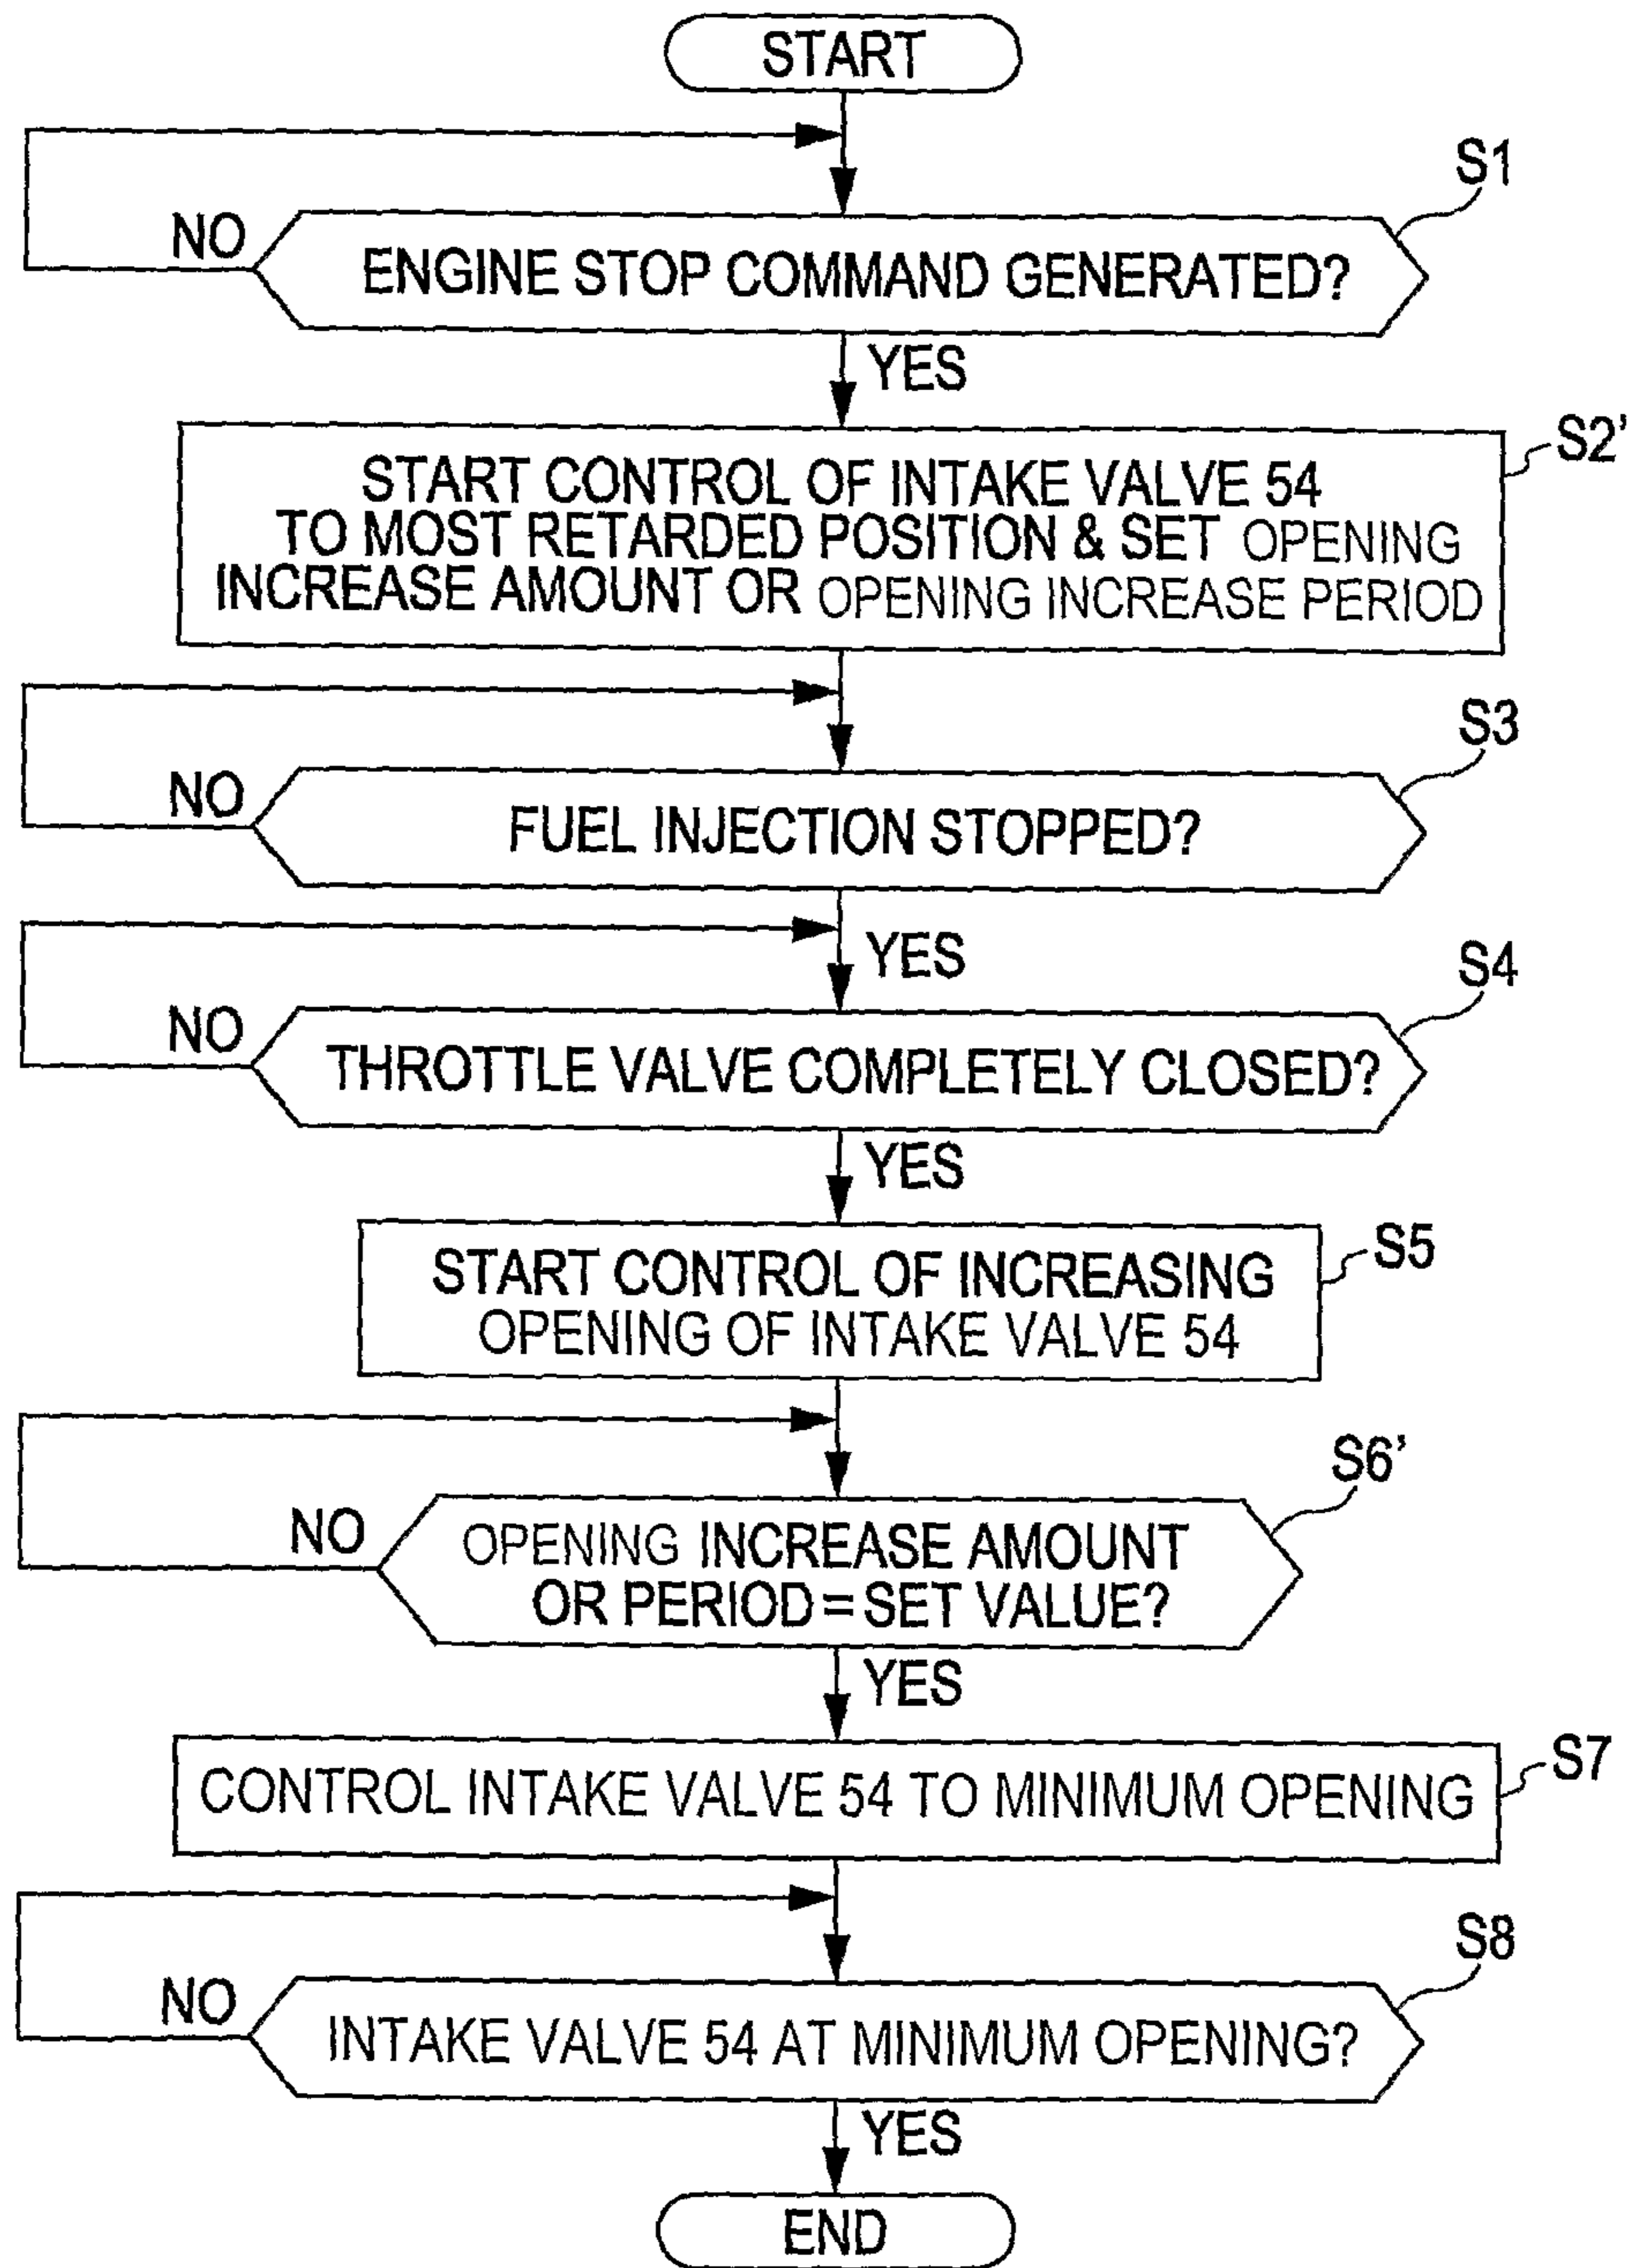 START
S1
NO
ENGINE STOP COMMAND GENERATED?
YES
S2'
START CONTROL OF INTAKE VALVE 54
TO MOST RETARDED POSITION & SET OPENING
INCREASE AMOUNT OR OPENING INCREASE PERIOD
S3
NO
FUEL INJECTION STOPPED?
YES
S4
NO
THROTTLE VALVE COMPLETELY CLOSED?
YES
S5
START CONTROL OF INCREASING
OPENING OF INTAKE VALVE 54
S6'
NO
OPENING INCREASE AMOUNT
OR PERIOD = SET VALUE?
YES
S7
CONTROL INTAKE VALVE 54 TO MINIMUM OPENING
S8
NO
INTAKE VALVE 54 AT MINIMUM OPENING?
YES
END